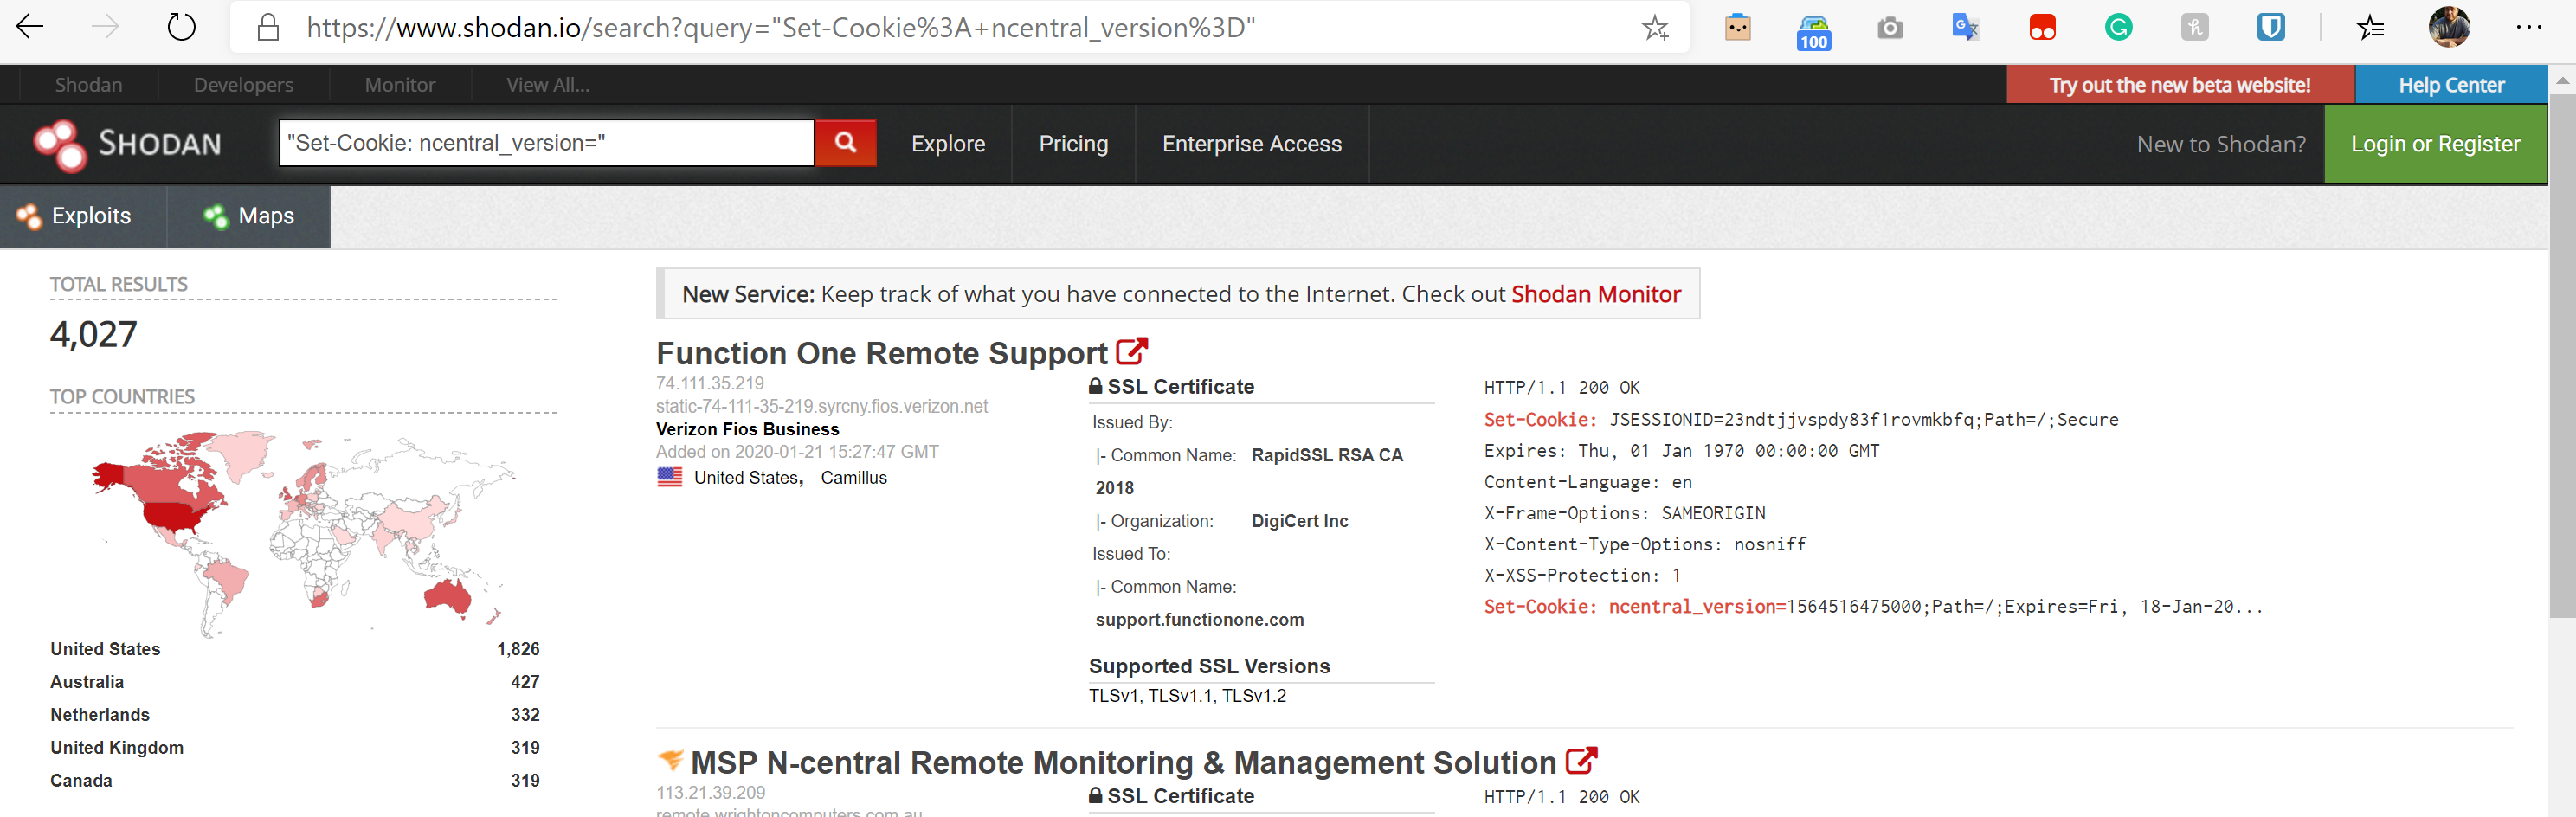 https://www.shodan.io/search?query="Set-Cookie%3A+ncentral_version%3D"
100
Shodan
Developers
Monitor
View All...
Try out the new beta website!
Help Center
SHODAN
"Set-Cookie: ncentral_version="
Explore
Pricing
Enterprise Access
New to Shodan?
Login or Register
Exploits
Maps
TOTAL RESULTS
4,027
TOP COUNTRIES
United States 1,826
Australia 427
Netherlands 332
United Kingdom 319
Canada 319
New Service: Keep track of what you have connected to the Internet. Check out Shodan Monitor
Function One Remote Support
74.111.35.219
static-74-111-35-219.syrcny.fios.verizon.net
Verizon Fios Business
Added on 2020-01-21 15:27:47 GMT
United States, Camillus
SSL Certificate
Issued By:
|- Common Name: RapidSSL RSA CA
2018
|- Organization: DigiCert Inc
Issued To:
|- Common Name:
support.functionone.com
Supported SSL Versions
TLSv1, TLSv1.1, TLSv1.2
HTTP/1.1 200 OK
Set-Cookie: JSESSIONID=23ndtjjvspdy83f1rovmkbfq;Path=/;Secure
Expires: Thu, 01 Jan 1970 00:00:00 GMT
Content-Language: en
X-Frame-Options: SAMEORIGIN
X-Content-Type-Options: nosniff
X-XSS-Protection: 1
Set-Cookie: ncentral_version=1564516475000;Path=/;Expires=Fri, 18-Jan-20...
MSP N-central Remote Monitoring & Management Solution
113.21.39.209
remote.wrightoncomputers.com.au
SSL Certificate
HTTP/1.1 200 OK